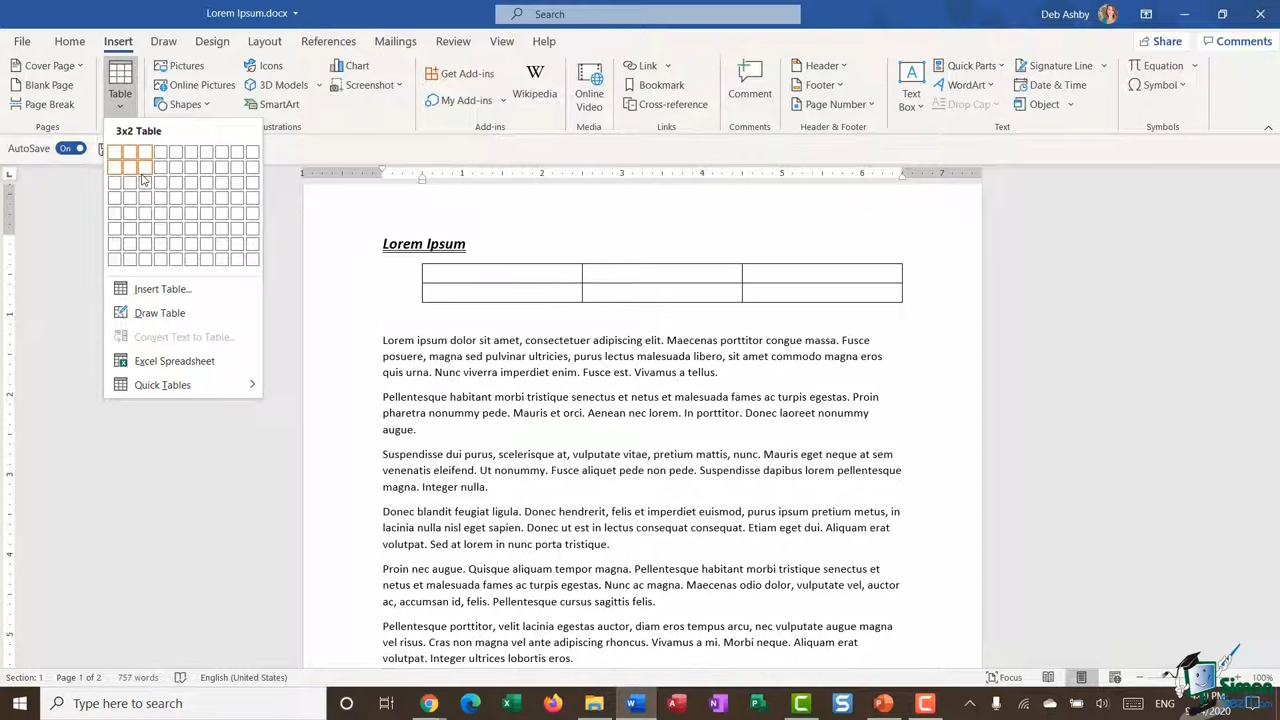 Lorem Ipsum.docx
Search
Deb Ashby
File Home Insert Draw Design Layout References Mailings Review View Help
Share Comments
Cover Page
Blank Page
Page Break
Pages
Table
Pictures
Online Pictures
Shapes
Icons
3D Models
SmartArt
Chart
Screenshot
lustrations
Get Add-ins
My Add-ins
Wikipedia
Add-ins
Online
Video
Media
Link
Bookmark
Cross-reference
Links
Comment
Comments
Header
Footer
Page Number
Header & Footer
Text
Box
Quick Parts
WordArt
Drop Cap
Signature Line
Date & Time
Object
Text
Equation
Symbol
Symbols
AutoSave On
3x2 Table
Insert Table...
Draw Table
Convert Text to Table...
Excel Spreadsheet
Quick Tables
1 1 2 3 4 5 6 7
1
2
3
4
5
Lorem Ipsum
Lorem ipsum dolor sit amet, consectetuer adipiscing elit. Maecenas porttitor congue massa. Fusce
posuere, magna sed pulvinar ultricies, purus lectus malesuada libero, sit amet commodo magna eros
quis urna. Nunc viverra imperdiet enim. Fusce est. Vivamus a tellus.
Pellentesque habitant morbi tristique senectus et netus et malesuada fames ac turpis egestas. Proin
pharetra nonummy pede. Mauris et orci. Aenean nec lorem. In porttitor. Donec laoreet nonummy
augue.
Suspendisse dui purus, scelerisque at, vulputate vitae, pretium mattis, nunc. Mauris eget neque at sem
venenatis eleifend. Ut nonummy. Fusce aliquet pede non pede. Suspendisse dapibus lorem pellentesque
magna. Integer nulla.
Donec blandit feugiat ligula. Donec hendrerit, felis et imperdiet euismod, purus ipsum pretium metus, in
lacinia nulla nisl eget sapien. Donec ut est in lectus consequat consequat. Etiam eget dui. Aliquam erat
volutpat. Sed at lorem in nunc porta tristique.
Proin nec augue. Quisque aliquam tempor magna. Pellentesque habitant morbi tristique senectus et
netus et malesuada fames ac turpis egestas. Nunc ac magna. Maecenas odio dolor, vulputate vel, auctor
ac, accumsan id, felis. Pellentesque cursus sagittis felis.
Pellentesque porttitor, velit lacinia egestas auctor, diam eros tempus arcu, nec vulputate augue magna
vel risus. Cras non magna vel ante adipiscing rhoncus. Vivamus a mi. Morbi neque. Aliquam erat
volutpat. Integer ultrices lobortis eros.
Section: 1 Page 1 of 2 757 words English (United States) Focus 100%
Type here to search
Simon